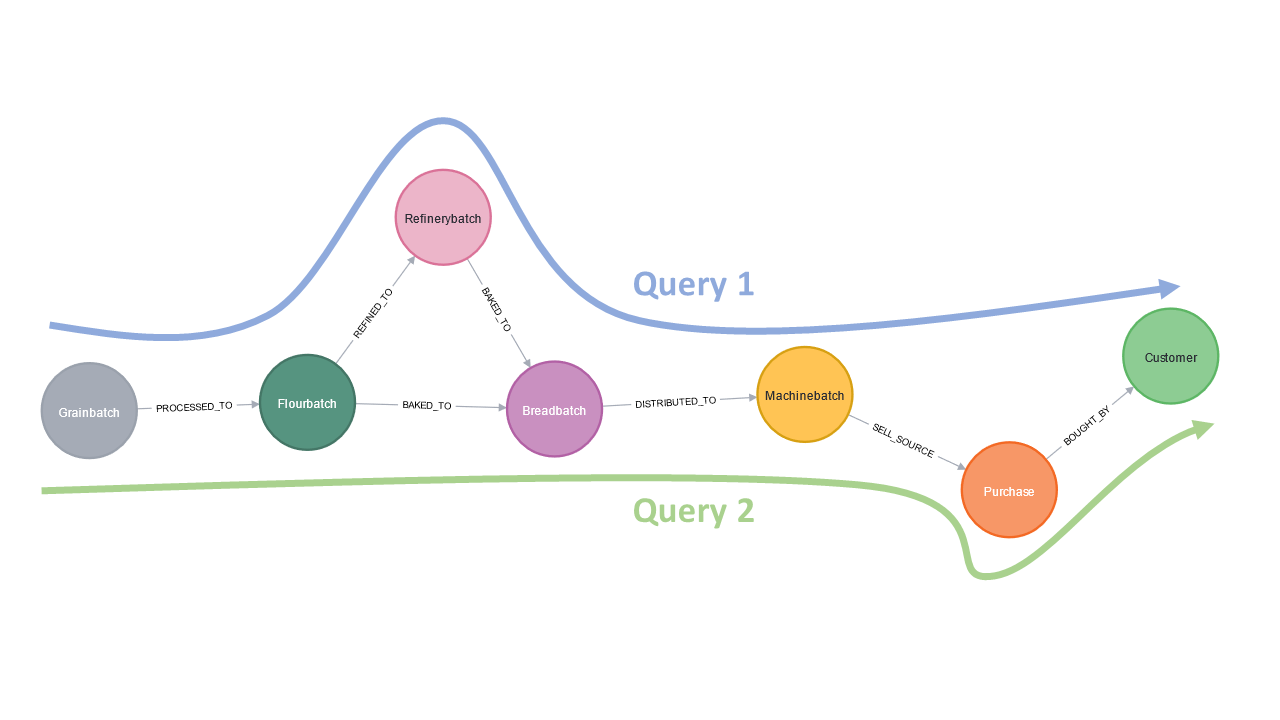 Refinerybatch
REFINED_TO
BAKED_TO
Query 1
Grainbatch
PROCESSED_TO
Flourbatch
BAKED_TO
Breadbatch
DISTRIBUTED_TO
Machinebatch
SELL_SOURCE
Purchase
BOUGHT_BY
Customer
Query 2